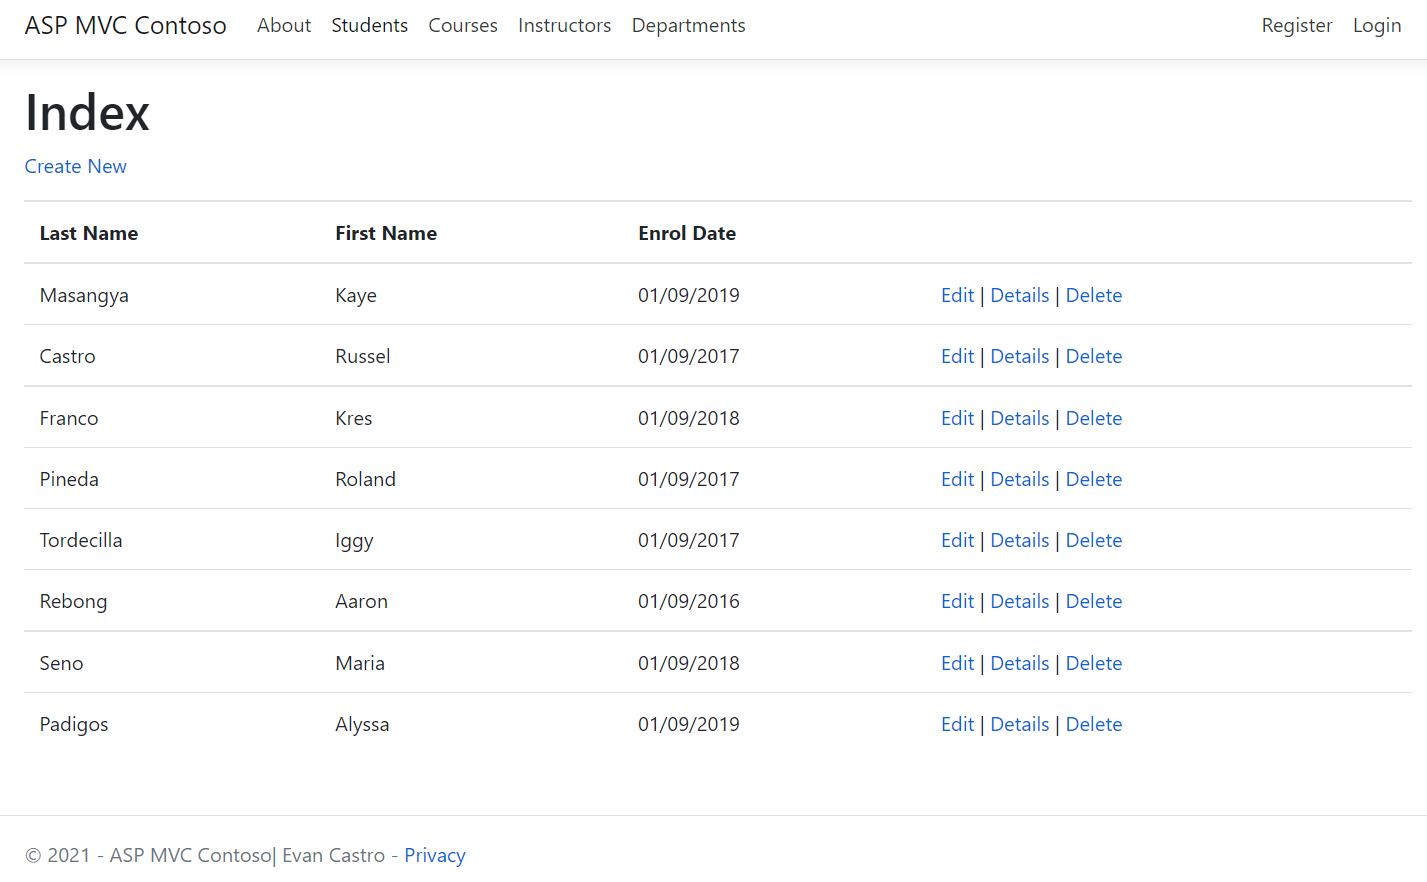 ASP MVC Contoso About Students Courses Instructors Departments Register Login
Index
Create New
Last Name First Name Enrol Date
Masangya Kaye 01/09/2019 Edit | Details | Delete
Castro Russel 01/09/2017 Edit | Details | Delete
Franco Kres 01/09/2018 Edit | Details | Delete
Pineda Roland 01/09/2017 Edit | Details | Delete
Tordecilla Iggy 01/09/2017 Edit | Details | Delete
Rebong Aaron 01/09/2016 Edit | Details | Delete
Seno Maria 01/09/2018 Edit | Details | Delete
Padigos Alyssa 01/09/2019 Edit | Details | Delete
© 2021 - ASP MVC Contoso| Evan Castro - Privacy